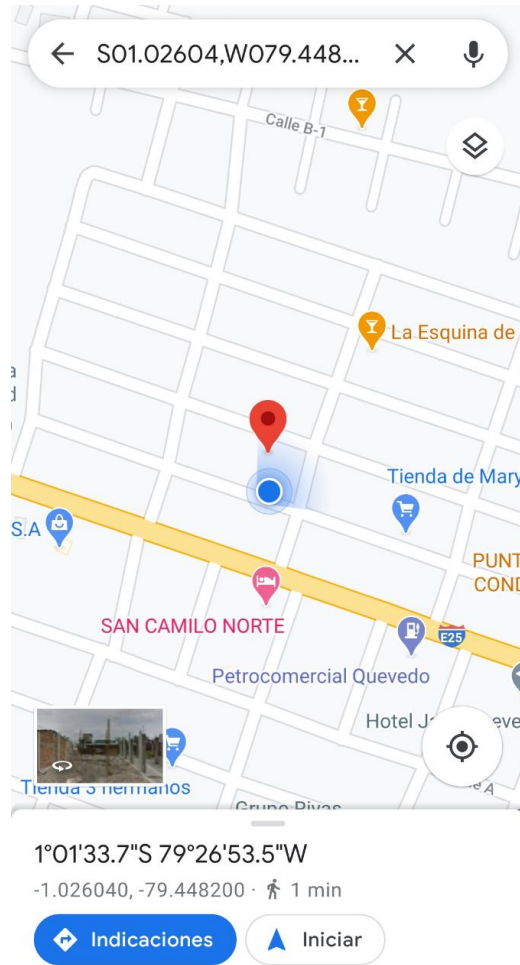 S01.02604,W079.448...
Calle B-1
La Esquina de
Tienda de Mary
S.A
PUNT
COND
SAN CAMILO NORTE
E25
Petrocomercial Quevedo
Hotel Ja
eve
Tienda 3 hermanos
e A
Grupo Rivas
1°01'33.7"S 79°26'53.5"W
-1.026040, -79.448200 · 1 min
Indicaciones
Iniciar